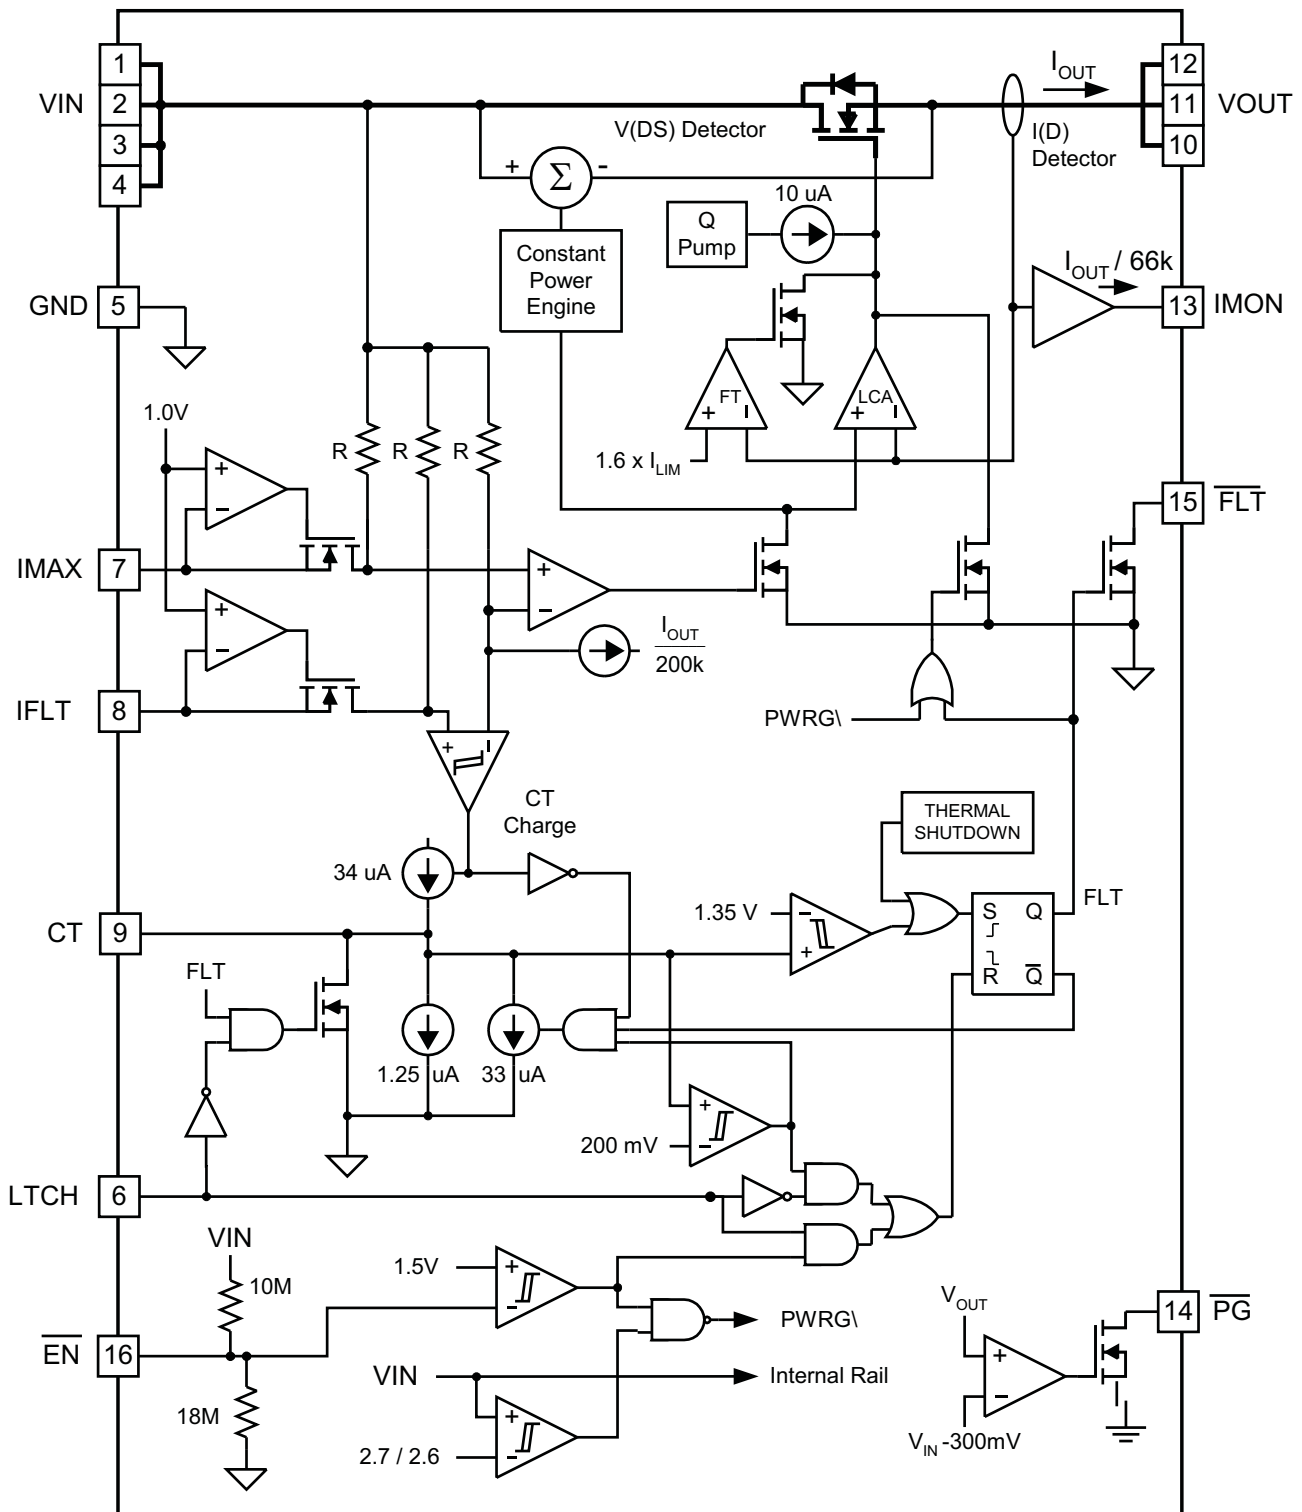 1
2
3
4
VIN
12
11
10
VOUT
I_OUT
V(DS) Detector
I(D)
Detector
+
Σ
-
10 uA
Q
Pump
Constant
Power
Engine
I_OUT / 66k
GND
5
13
IMON
1.0V
FT
+
–
LCA
+
–
R
R
R
1.6 x I_LIM
+
–
15
F̅L̅T̅
IMAX
7
+
–
+
–
I_OUT
200k
IFLT
8
PWRG\
+
–
CT
Charge
THERMAL
SHUTDOWN
34 uA
1.35 V
–
+
S
Q
R
Q̅
FLT
CT
9
FLT
1.25 uA
33 uA
+
–
200 mV
LTCH
6
VIN
10M
1.5V
+
–
PWRG\
E̅N̅
16
18M
VIN
Internal Rail
+
–
2.7 / 2.6
V_OUT
+
–
V_IN -300mV
14
P̅G̅